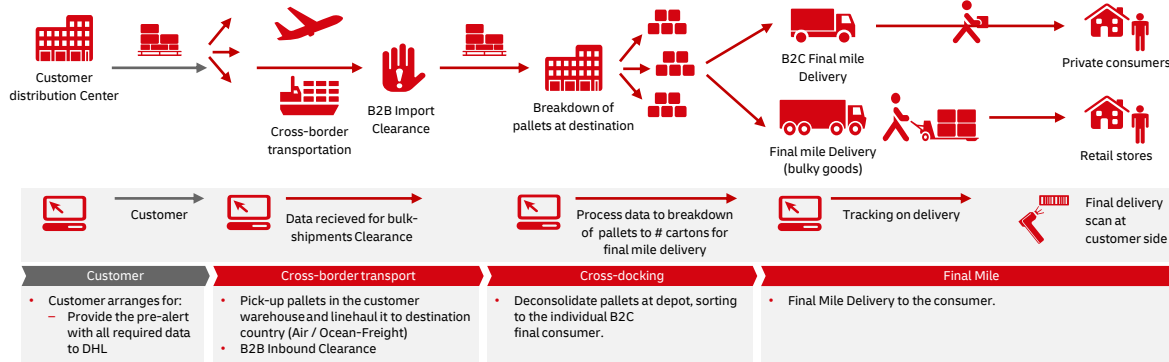 Customer
distribution Center
Cross-border
transportation
B2B Import
Clearance
Breakdown of
pallets at destination
B2C Final mile
Delivery
Private consumers
Final mile Delivery
(bulky goods)
Retail stores
Customer
Data recieved for bulk-
shipments Clearance
Process data to breakdown
of pallets to # cartons for
final mile delivery
Tracking on delivery
Final delivery
scan at
customer side
Customer
Cross-border transport
Cross-docking
Final Mile
• Customer arranges for:
– Provide the pre-alert
with all required data
to DHL
• Pick-up pallets in the customer
warehouse and linehaul it to destination
country (Air / Ocean-Freight)
• B2B Inbound Clearance
• Deconsolidate pallets at depot, sorting
to the individual B2C
final consumer.
• Final Mile Delivery to the consumer.